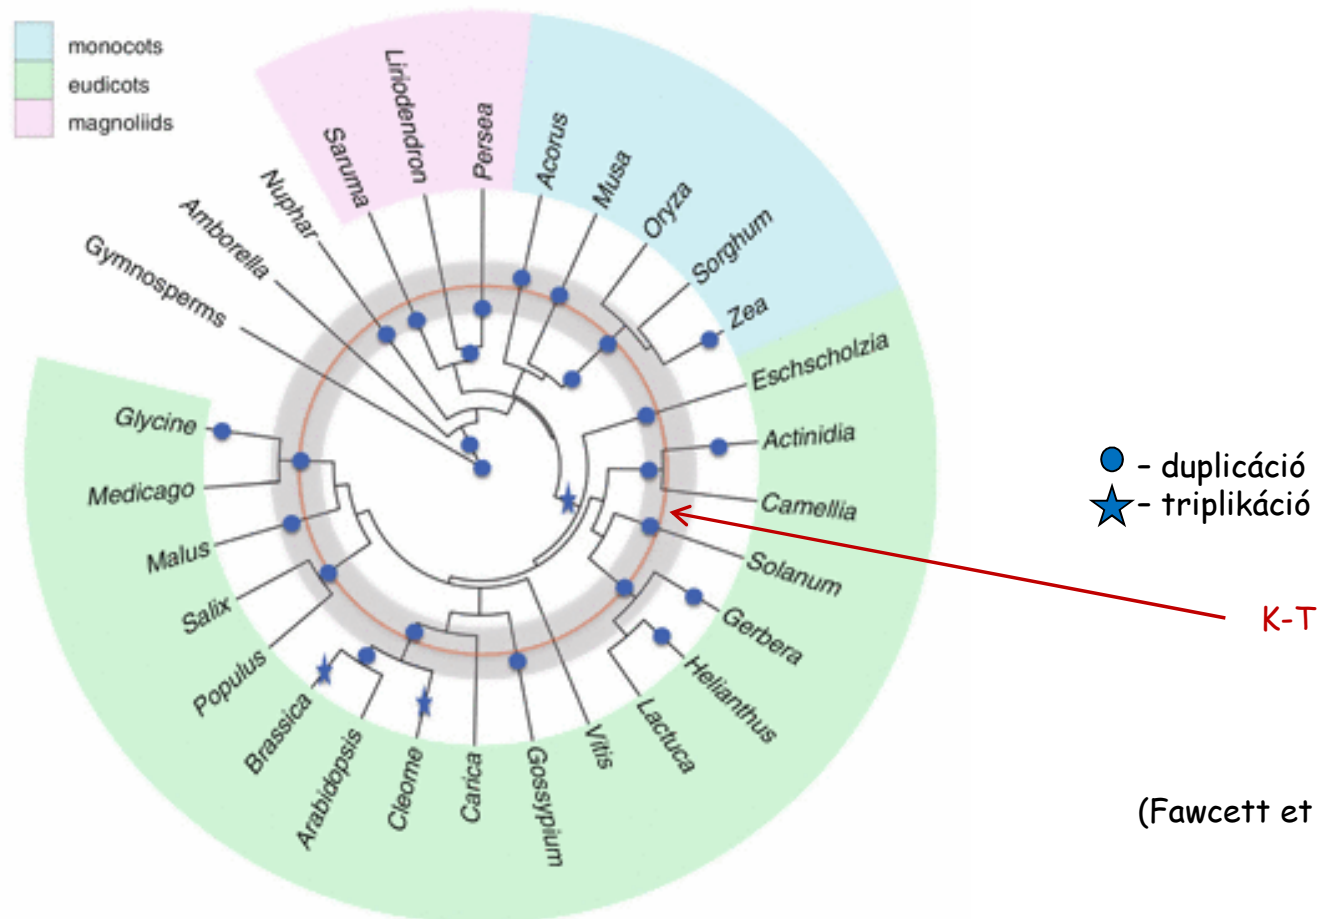 monocots
eudicots
magnoliids
Gymnosperms
Amborella
Nuphar
Saruma
Liriodendron
Persea
Acorus
Musa
Oryza
Sorghum
Zea
Eschscholzia
Actinidia
Camellia
Solanum
Gerbera
Helianthus
Lactuca
Vitis
Gossypium
Carica
Cleome
Arabidopsis
Brassica
Populus
Salix
Malus
Medicago
Glycine
– duplicáció
– triplikáció
K-T
(Fawcett et